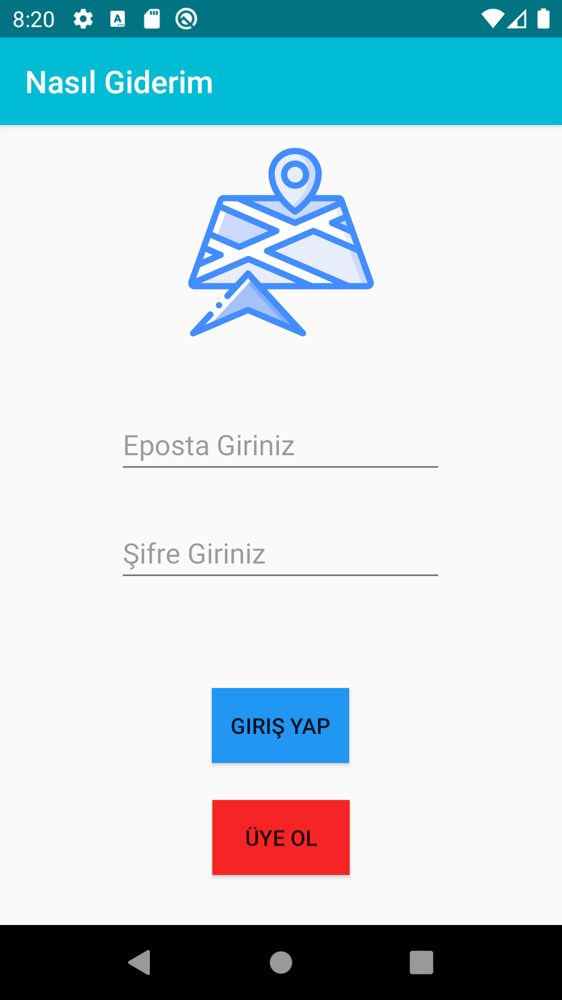 8:20
Nasıl Giderim
Eposta Giriniz
Şifre Giriniz
GIRIŞ YAP
ÜYE OL